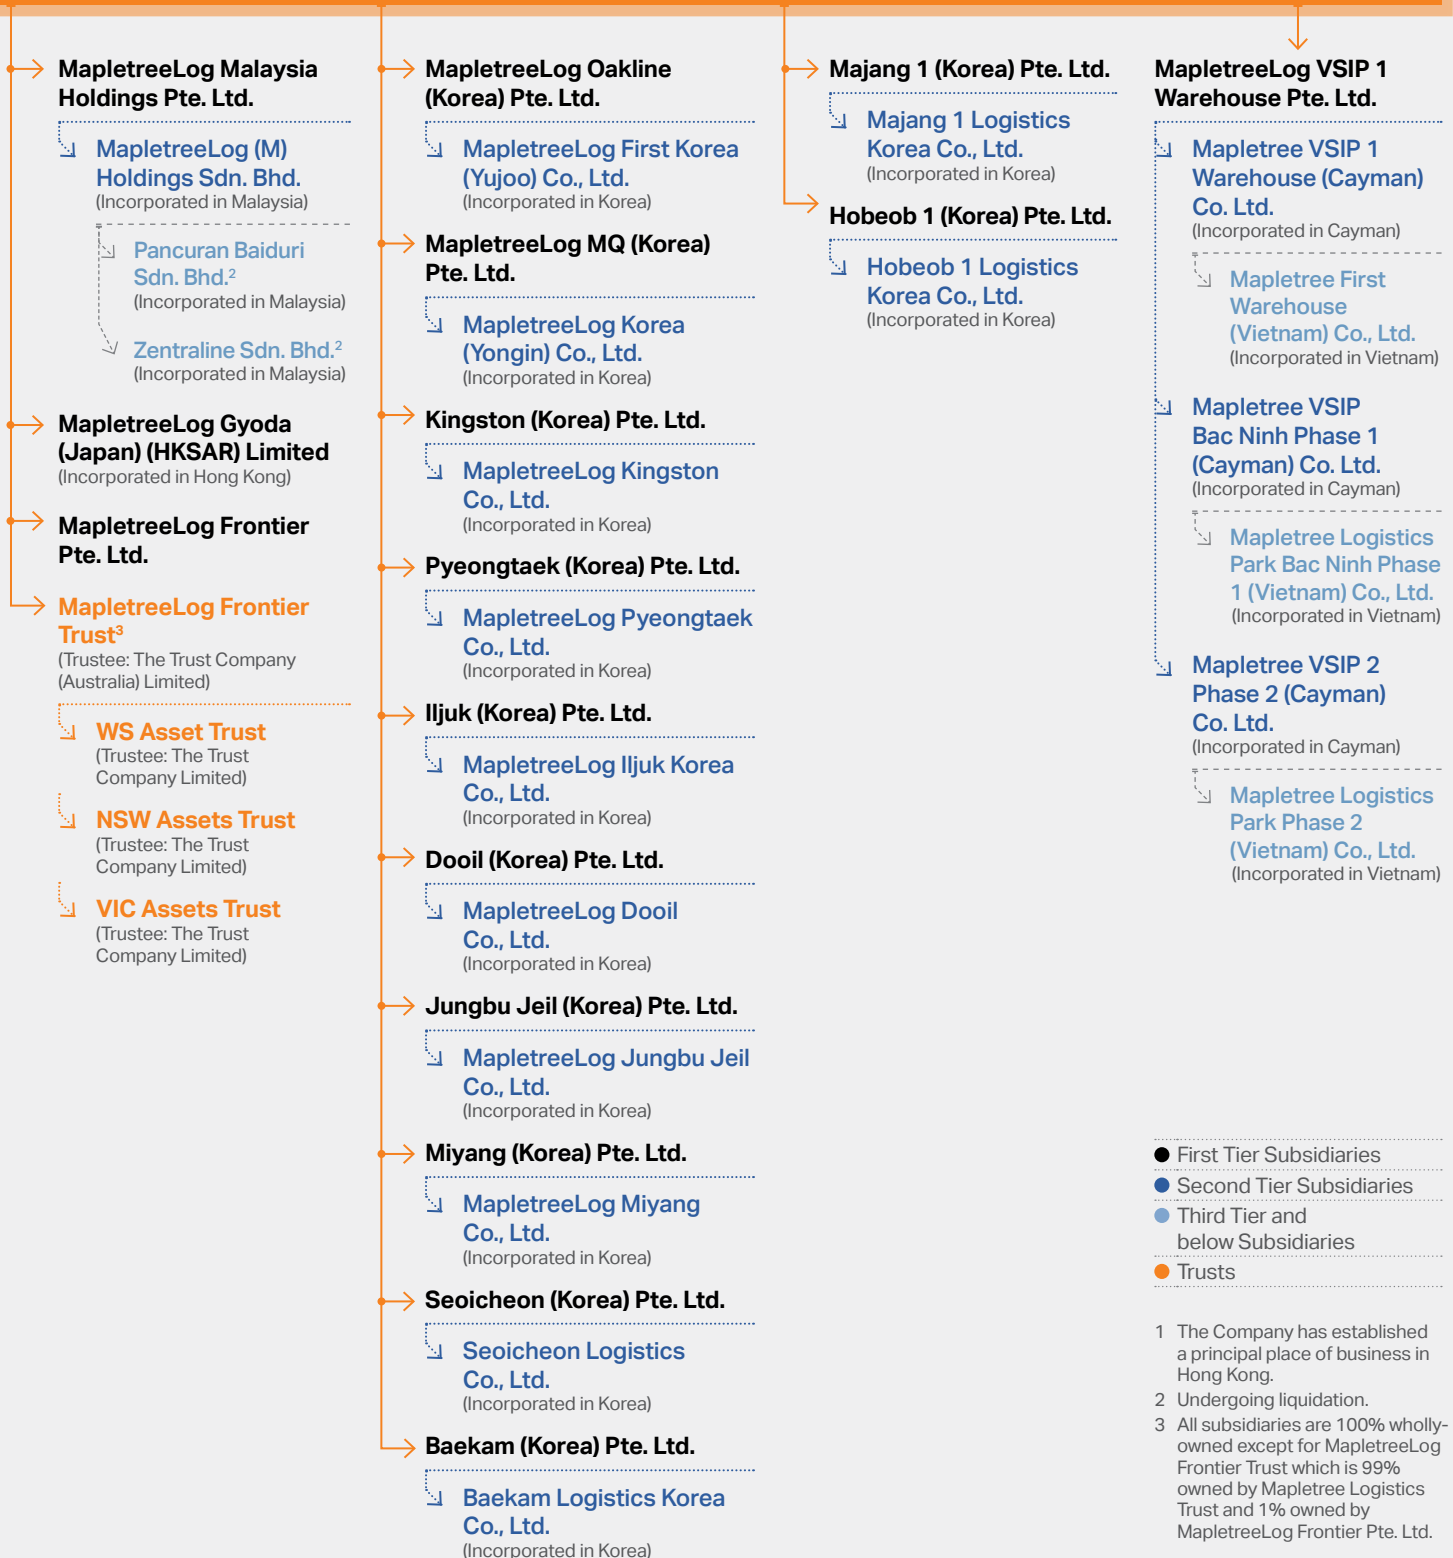 MapletreeLog Malaysia
Holdings Pte. Ltd.
MapletreeLog (M)
Holdings Sdn. Bhd.
(Incorporated in Malaysia)
Pancuran Baiduri
Sdn. Bhd.²
(Incorporated in Malaysia)
Zentraline Sdn. Bhd.²
(Incorporated in Malaysia)
MapletreeLog Gyoda
(Japan) (HKSAR) Limited
(Incorporated in Hong Kong)
MapletreeLog Frontier
Pte. Ltd.
MapletreeLog Frontier
Trust³
(Trustee: The Trust Company
(Australia) Limited)
WS Asset Trust
(Trustee: The Trust
Company Limited)
NSW Assets Trust
(Trustee: The Trust
Company Limited)
VIC Assets Trust
(Trustee: The Trust
Company Limited)
MapletreeLog Oakline
(Korea) Pte. Ltd.
MapletreeLog First Korea
(Yujoo) Co., Ltd.
(Incorporated in Korea)
MapletreeLog MQ (Korea)
Pte. Ltd.
MapletreeLog Korea
(Yongin) Co., Ltd.
(Incorporated in Korea)
Kingston (Korea) Pte. Ltd.
MapletreeLog Kingston
Co., Ltd.
(Incorporated in Korea)
Pyeongtaek (Korea) Pte. Ltd.
MapletreeLog Pyeongtaek
Co., Ltd.
(Incorporated in Korea)
Iljuk (Korea) Pte. Ltd.
MapletreeLog Iljuk Korea
Co., Ltd.
(Incorporated in Korea)
Dooil (Korea) Pte. Ltd.
MapletreeLog Dooil
Co., Ltd.
(Incorporated in Korea)
Jungbu Jeil (Korea) Pte. Ltd.
MapletreeLog Jungbu Jeil
Co., Ltd.
(Incorporated in Korea)
Miyang (Korea) Pte. Ltd.
MapletreeLog Miyang
Co., Ltd.
(Incorporated in Korea)
Seoicheon (Korea) Pte. Ltd.
Seoicheon Logistics
Co., Ltd.
(Incorporated in Korea)
Baekam (Korea) Pte. Ltd.
Baekam Logistics Korea
Co., Ltd.
(Incorporated in Korea)
Majang 1 (Korea) Pte. Ltd.
Majang 1 Logistics
Korea Co., Ltd.
(Incorporated in Korea)
Hobeob 1 (Korea) Pte. Ltd.
Hobeob 1 Logistics
Korea Co., Ltd.
(Incorporated in Korea)
MapletreeLog VSIP 1
Warehouse Pte. Ltd.
Mapletree VSIP 1
Warehouse (Cayman)
Co. Ltd.
(Incorporated in Cayman)
Mapletree First
Warehouse
(Vietnam) Co., Ltd.
(Incorporated in Vietnam)
Mapletree VSIP
Bac Ninh Phase 1
(Cayman) Co. Ltd.
(Incorporated in Cayman)
Mapletree Logistics
Park Bac Ninh Phase
1 (Vietnam) Co., Ltd.
(Incorporated in Vietnam)
Mapletree VSIP 2
Phase 2 (Cayman)
Co. Ltd.
(Incorporated in Cayman)
Mapletree Logistics
Park Phase 2
(Vietnam) Co., Ltd.
(Incorporated in Vietnam)
First Tier Subsidiaries
Second Tier Subsidiaries
Third Tier and
below Subsidiaries
Trusts
1 The Company has established
a principal place of business in
Hong Kong.
2 Undergoing liquidation.
3 All subsidiaries are 100% wholly-
owned except for MapletreeLog
Frontier Trust which is 99%
owned by Mapletree Logistics
Trust and 1% owned by
MapletreeLog Frontier Pte. Ltd.